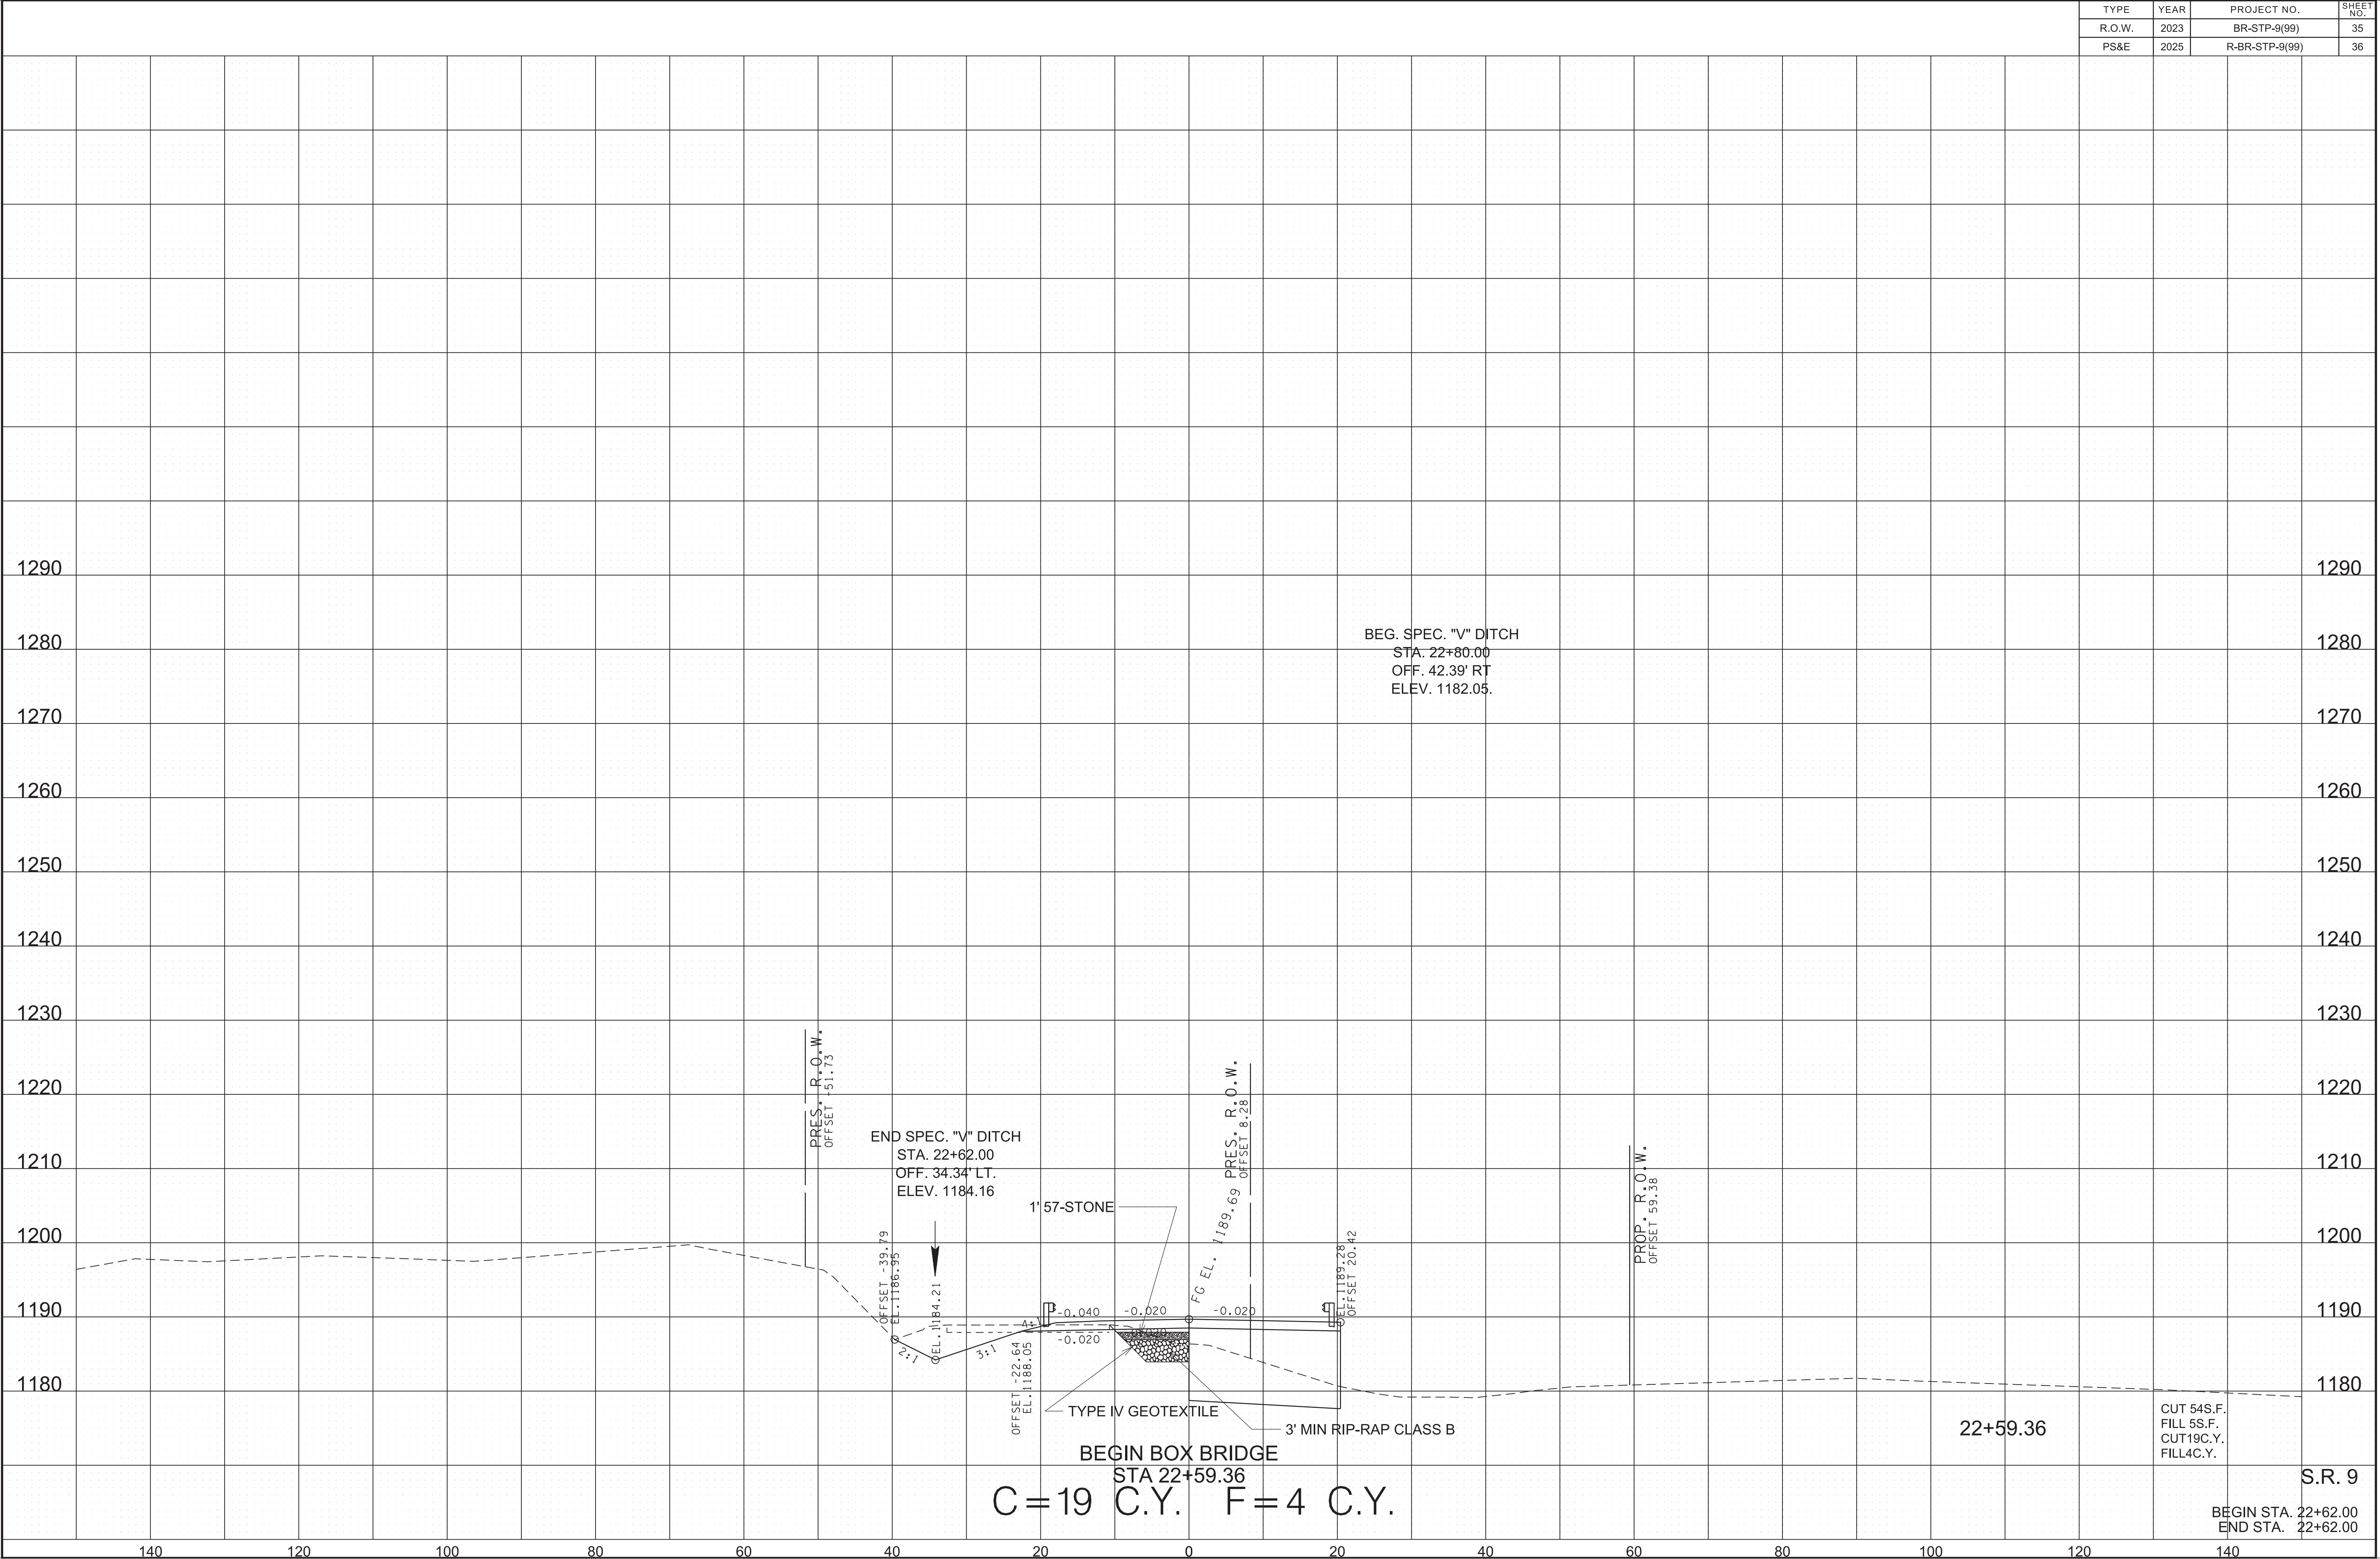 TYPE YEAR PROJECT NO. SHEET NO.
R.O.W. 2023 BR-STP-9(99) 35
PS&E 2025 R-BR-STP-9(99) 36
1290 1290
BEG. SPEC. "V" DITCH
STA. 22+80.00
OFF. 42.39' RT
ELEV. 1182.05.
1280 1280
1270 1270
1260 1260
1250 1250
1240 1240
1230 1230
1220 1220
PRES. R.O.W.
OFFSET -51.73
END SPEC. "V" DITCH
STA. 22+62.00
OFF. 34.34' LT.
ELEV. 1184.16
PRES. R.O.W.
OFFSET 8.28
PROP. R.O.W.
OFFSET 59.38
1210 1210
1' 57-STONE
1200 1200
OFFSET -39.79
EL.1186.95
EL.1184.21
FG EL. 1189.69
EL.1189.28
OFFSET 20.42
1190 1190
-0.040 -0.020 -0.020
4:1
-0.020
2:1
3:1
OFFSET -22.64
EL.1188.05
1180 1180
TYPE IV GEOTEXTILE
3' MIN RIP-RAP CLASS B
22+59.36
CUT 54S.F.
FILL 5S.F.
CUT19C.Y.
FILL4C.Y.
BEGIN BOX BRIDGE
STA 22+59.36
C=19 C.Y. F=4 C.Y.
S.R. 9
BEGIN STA. 22+62.00
END STA. 22+62.00
140 120 100 80 60 40 20 0 20 40 60 80 100 120 140